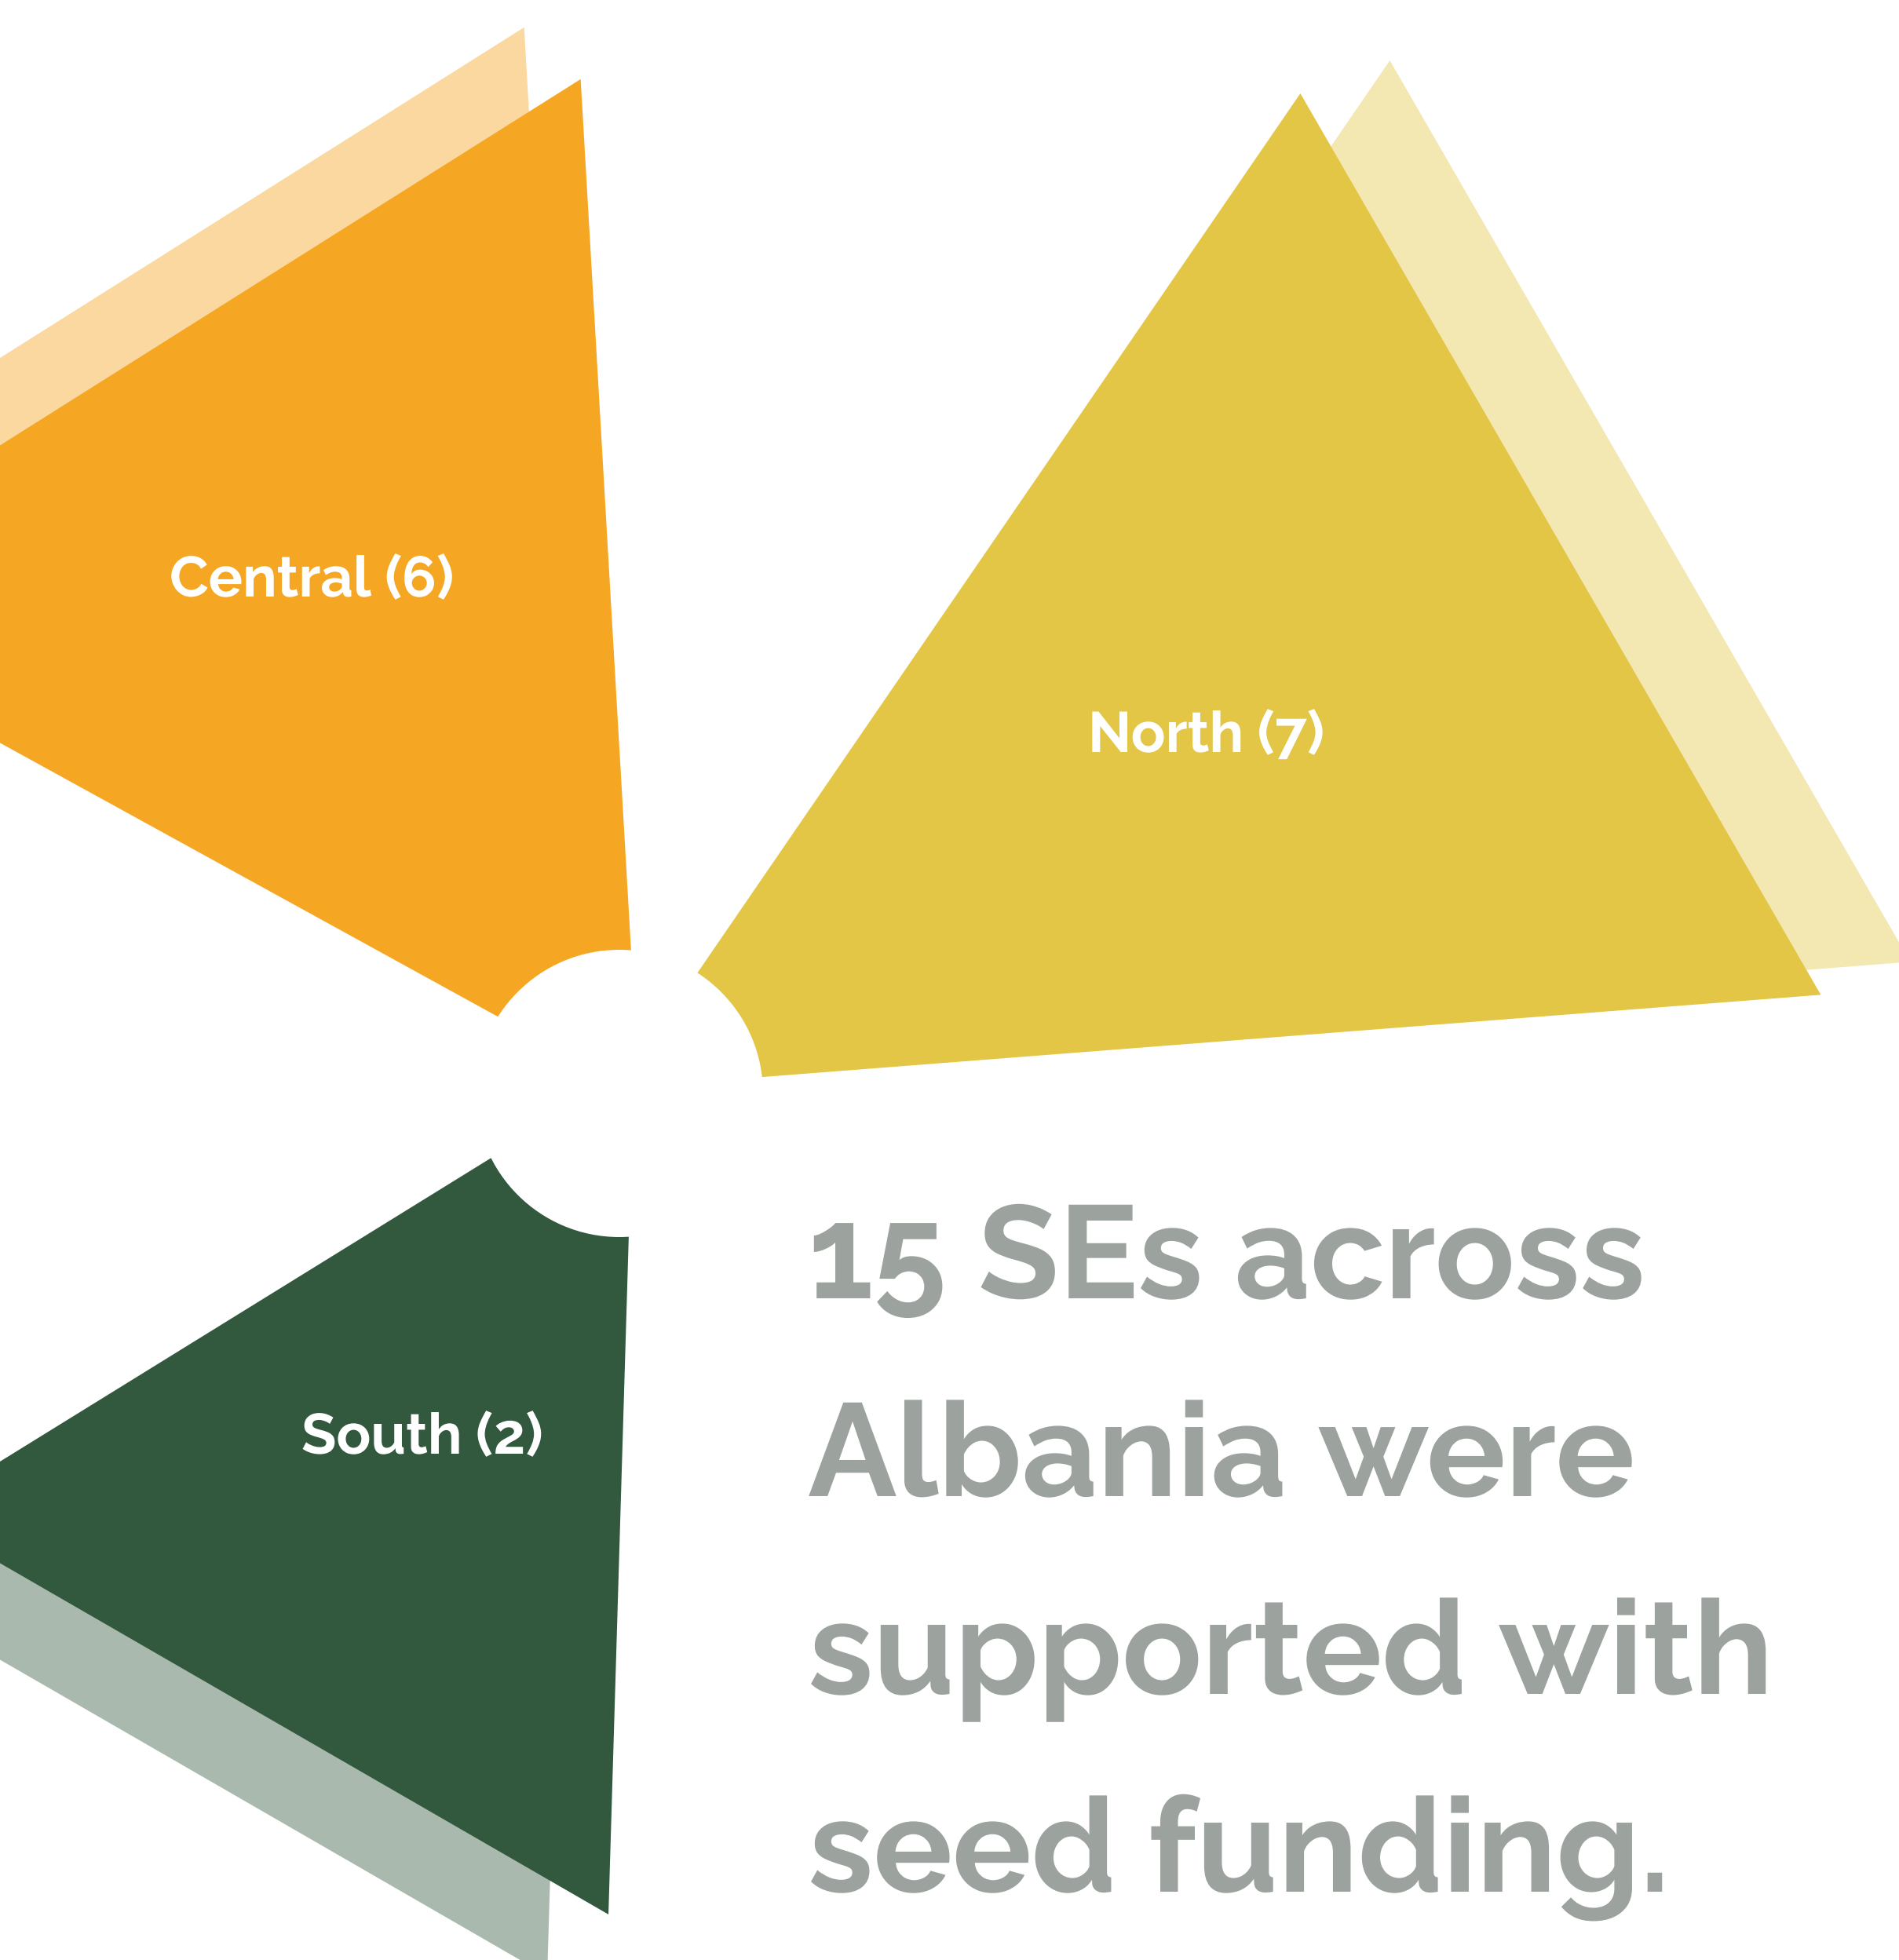 Central (6)
North (7)
South (2)
15 SEs across
Albania were
supported with
seed funding.